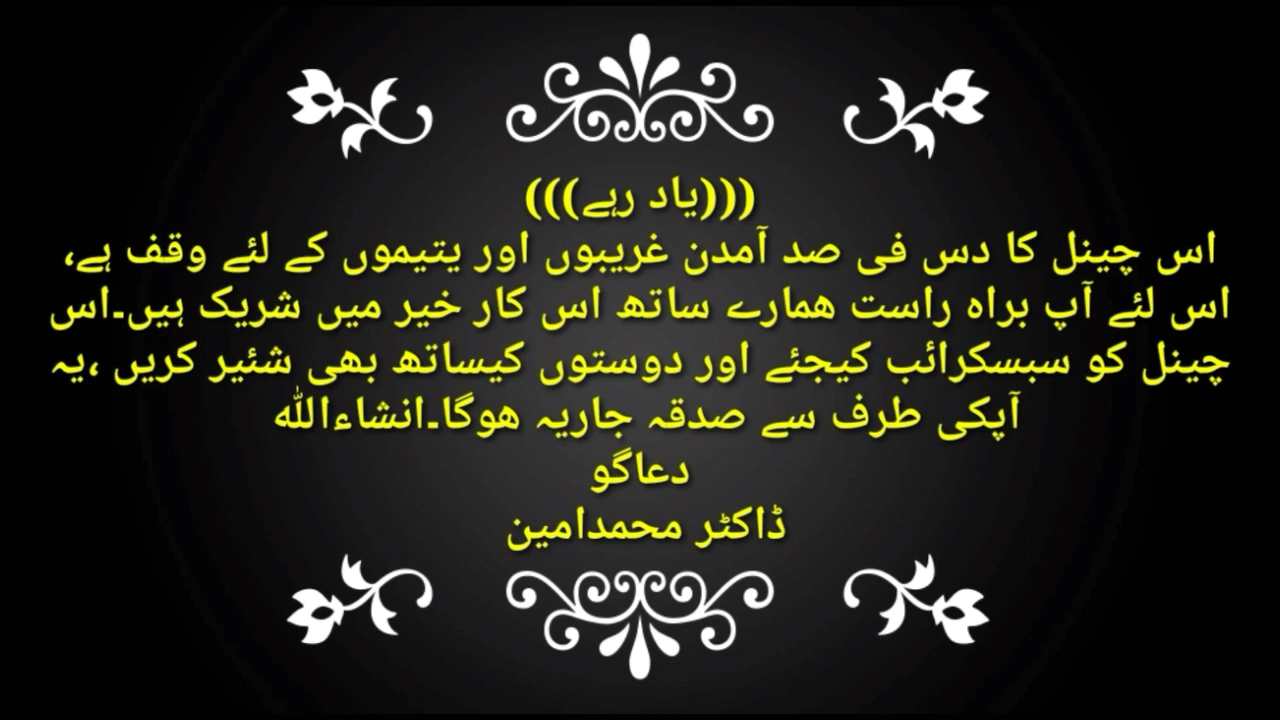 (((یاد رہے)))
اس چینل کا دس فی صد آمدن غریبوں اور یتیموں کے لئے وقف ہے،
اس لئے آپ براہ راست ھمارے ساتھ اس کار خیر میں شریک ہیں۔اس
چینل کو سبسکرائب کیجئے اور دوستوں کیساتھ بھی شئیر کریں ،یہ
آپکی طرف سے صدقہ جاریہ ھوگا۔انشاءاللہ
دعاگو
ڈاکٹر محمدامین